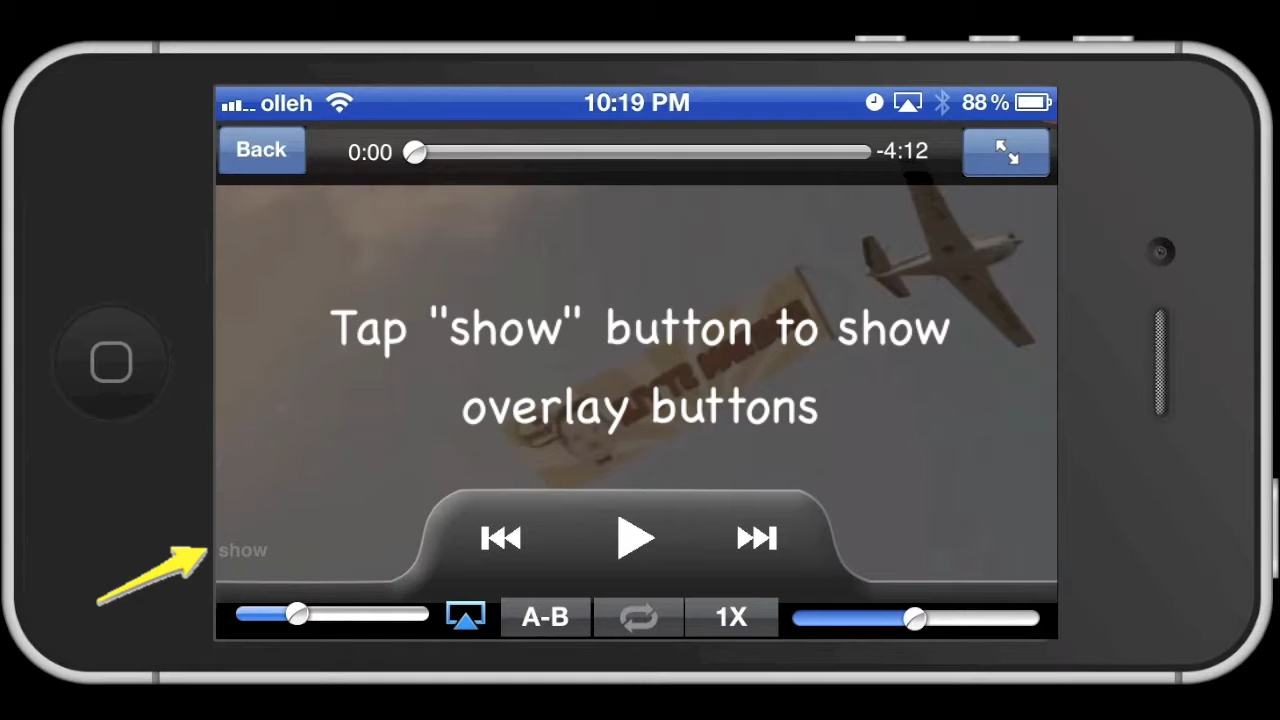 olleh 10:19 PM 88%
Back 0:00 -4:12
Tap "show" button to show
overlay buttons
show
A-B 1X